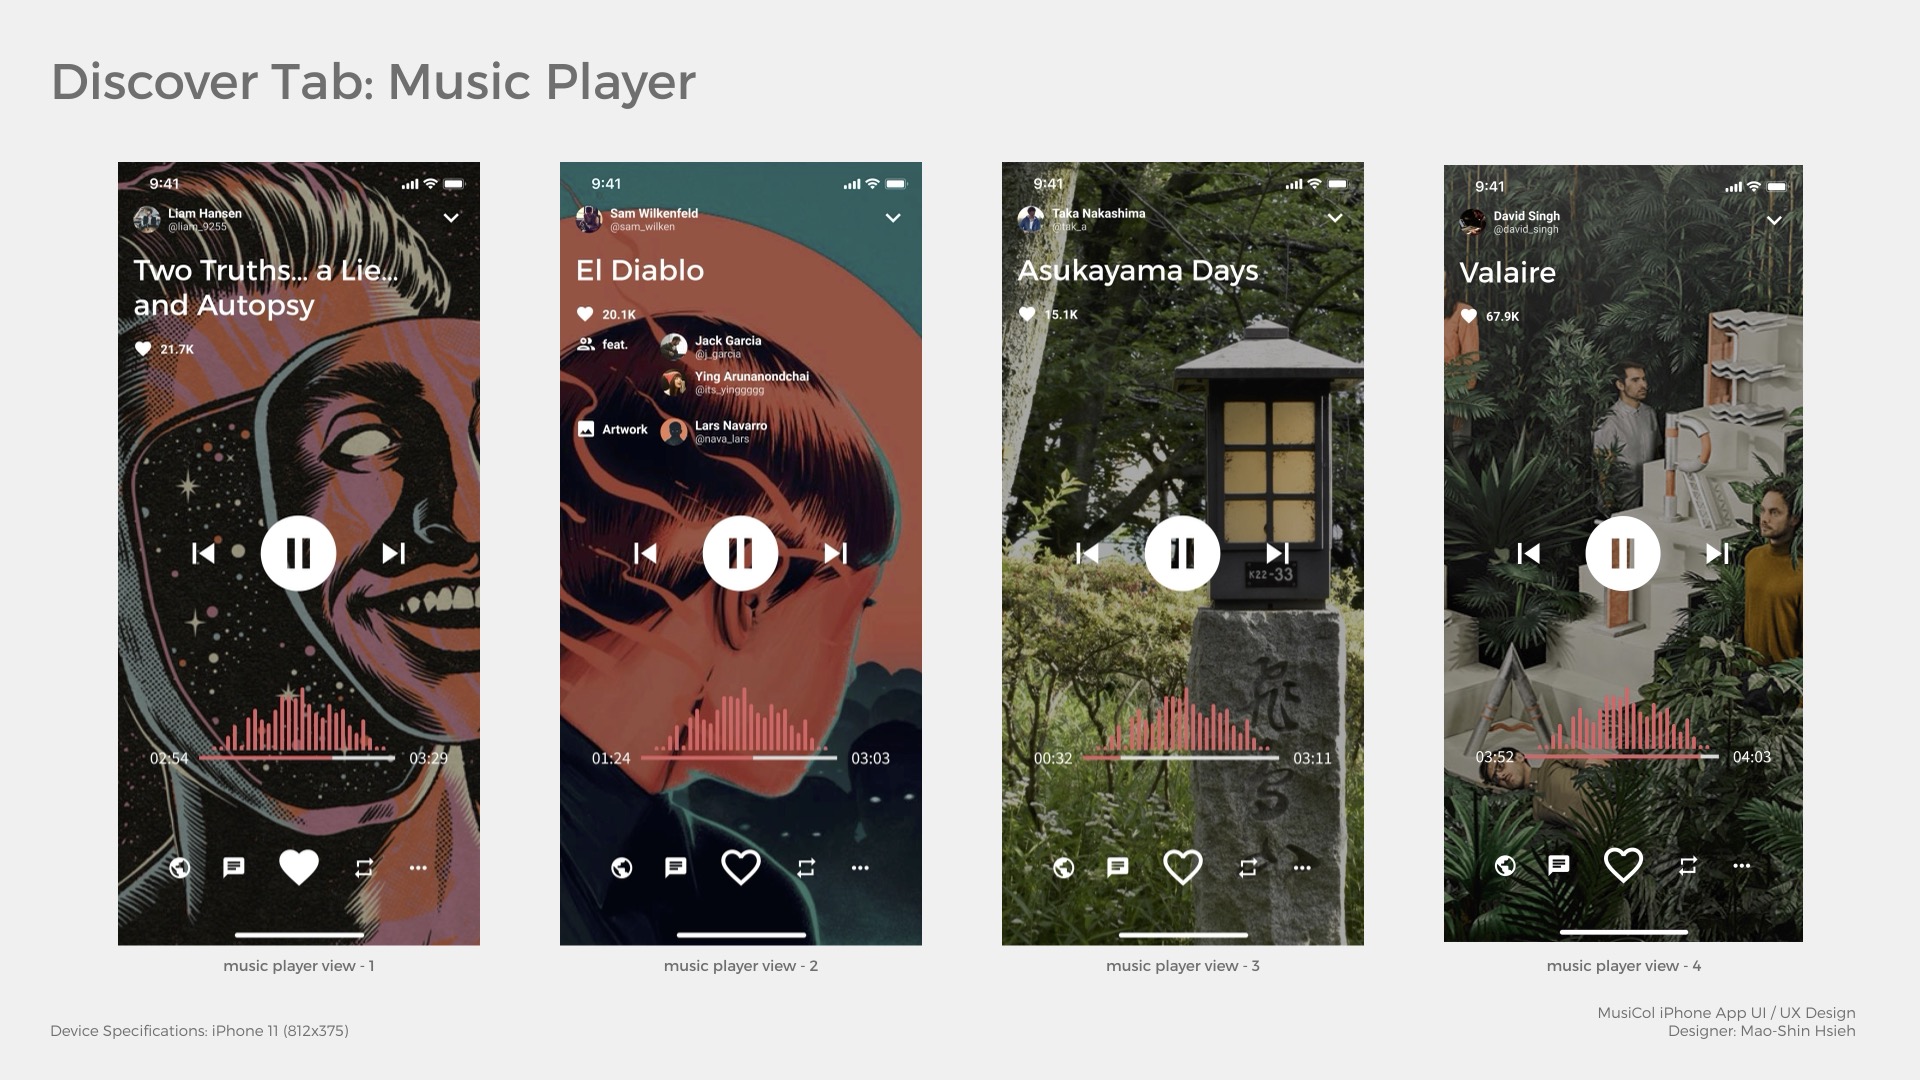 Discover Tab: Music Player
9:41
Liam Hansen
@liam_9255
Two Truths... a Lie...
and Autopsy
21.7K
02:54
03:29
music player view - 1
9:41
Sam Wilkenfeld
@sam_wilken
El Diablo
20.1K
feat.
Jack Garcia
@j_garcia
Ying Arunanondchai
@its_yinggggg
Artwork
Lars Navarro
@nava_lars
01:24
03:03
music player view - 2
9:41
Taka Nakashima
@tak_a
Asukayama Days
15.1K
K22-33
00:32
03:11
music player view - 3
9:41
David Singh
@david_singh
Valaire
67.9K
03:52
04:03
music player view - 4
Device Specifications: iPhone 11 (812x375)
MusiCol iPhone App UI / UX Design
Designer: Mao-Shin Hsieh